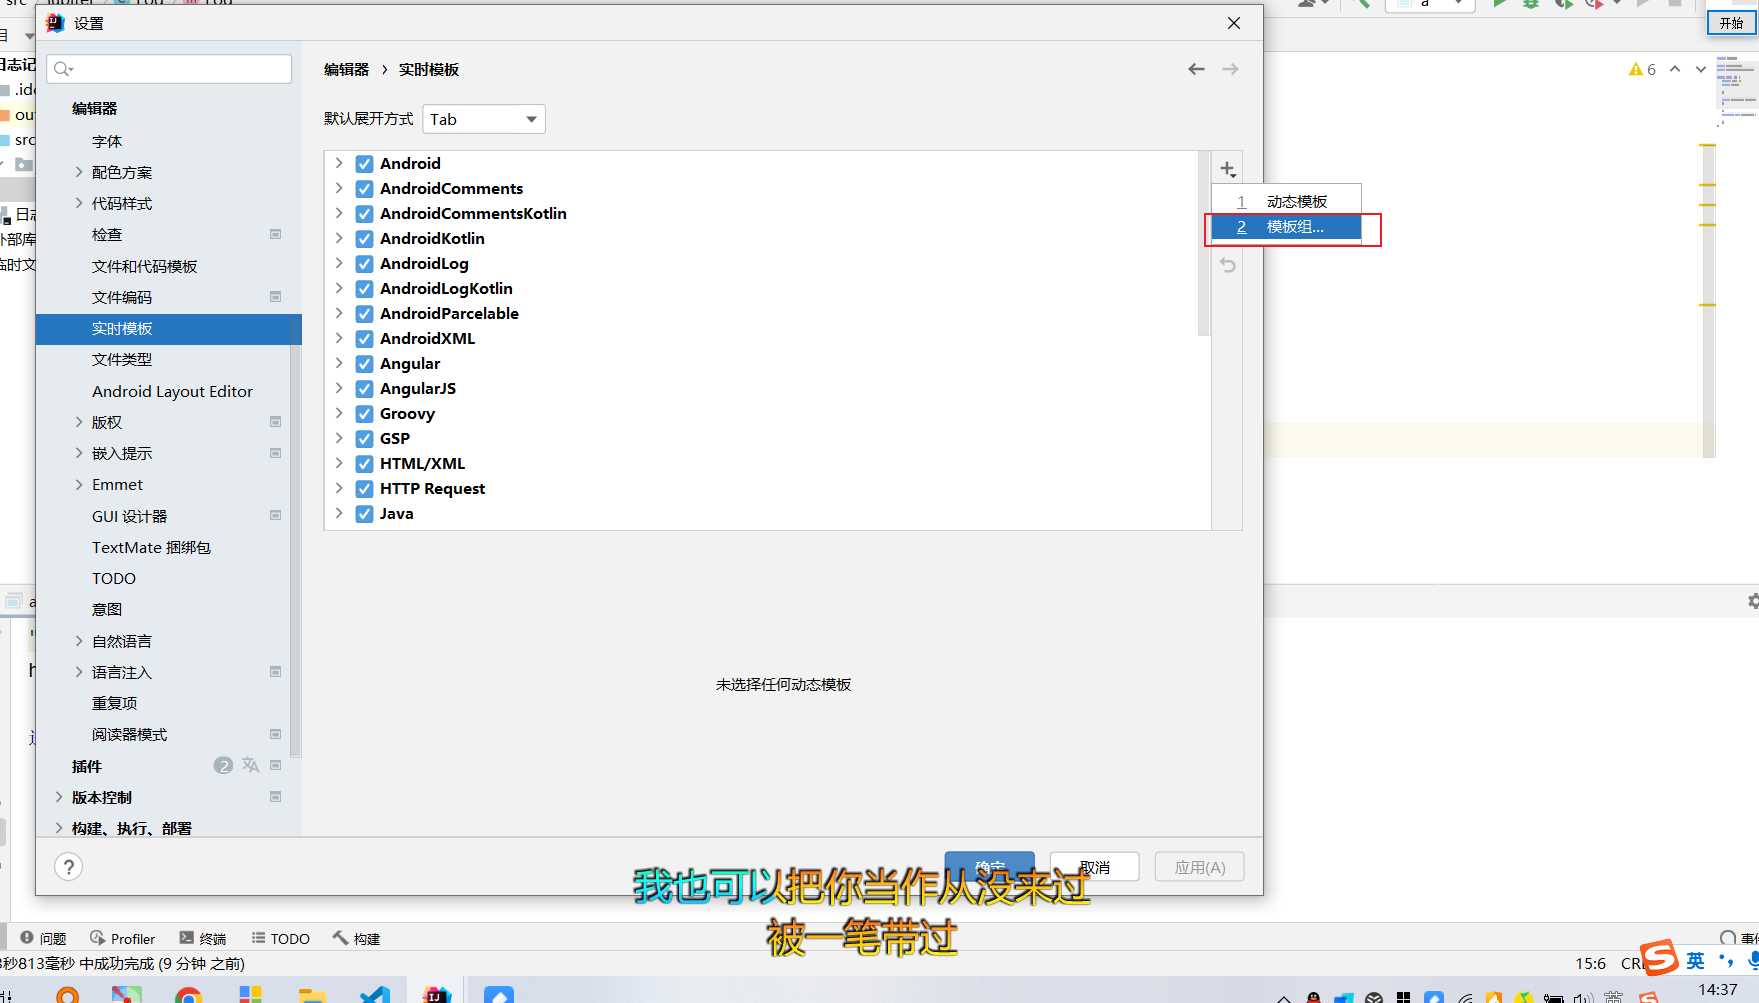 设置
开始
编辑器 › 实时模板
默认展开方式 Tab
编辑器
字体
配色方案
代码样式
检查
文件和代码模板
文件编码
实时模板
文件类型
Android Layout Editor
版权
嵌入提示
Emmet
GUI 设计器
TextMate 捆绑包
TODO
意图
自然语言
语言注入
重复项
阅读器模式
插件 2
版本控制
构建、执行、部署
Android
AndroidComments
AndroidCommentsKotlin
AndroidKotlin
AndroidLog
AndroidLogKotlin
AndroidParcelable
AndroidXML
Angular
AngularJS
Groovy
GSP
HTML/XML
HTTP Request
Java
1 动态模板
2 模板组...
6
未选择任何动态模板
? 确定 取消 应用(A)
我也可以把你当作从没来过
被一笔带过
问题 Profiler 终端 TODO 构建
秒813毫秒 中成功完成 (9 分钟 之前)
15:6
英
14:37